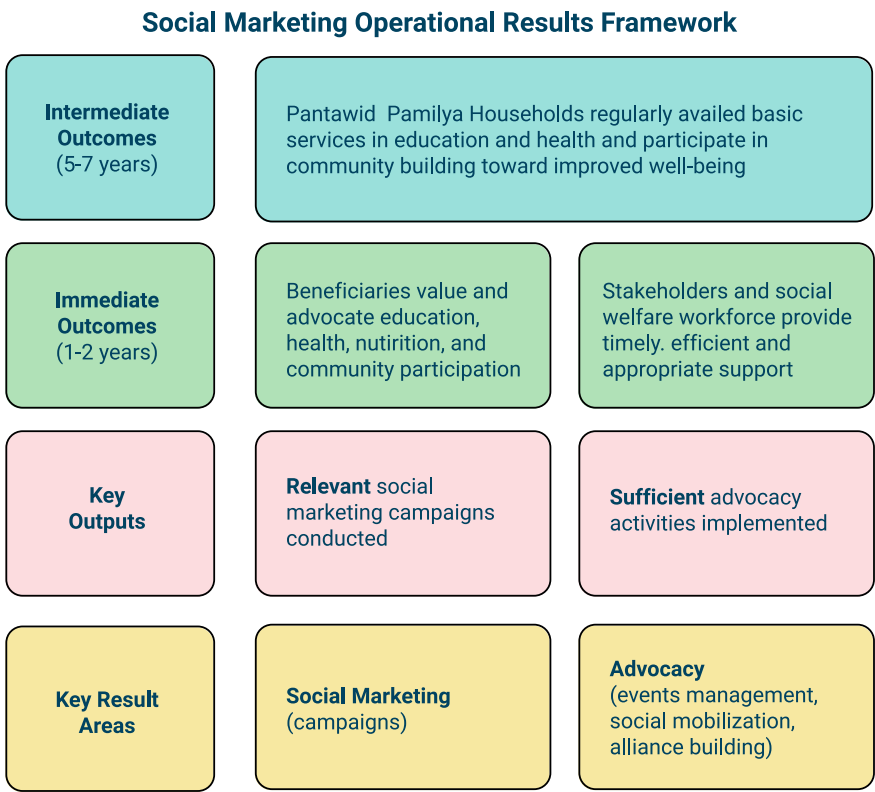 Social Marketing Operational Results Framework
Intermediate
Outcomes
(5-7 years)
Pantawid Pamilya Households regularly availed basic
services in education and health and participate in
community building toward improved well-being
Immediate
Outcomes
(1-2 years)
Beneficiaries value and
advocate education,
health, nutirition, and
community participation
Stakeholders and social
welfare workforce provide
timely. efficient and
appropriate support
Key
Outputs
Relevant social
marketing campaigns
conducted
Sufficient advocacy
activities implemented
Key Result
Areas
Social Marketing
(campaigns)
Advocacy
(events management,
social mobilization,
alliance building)